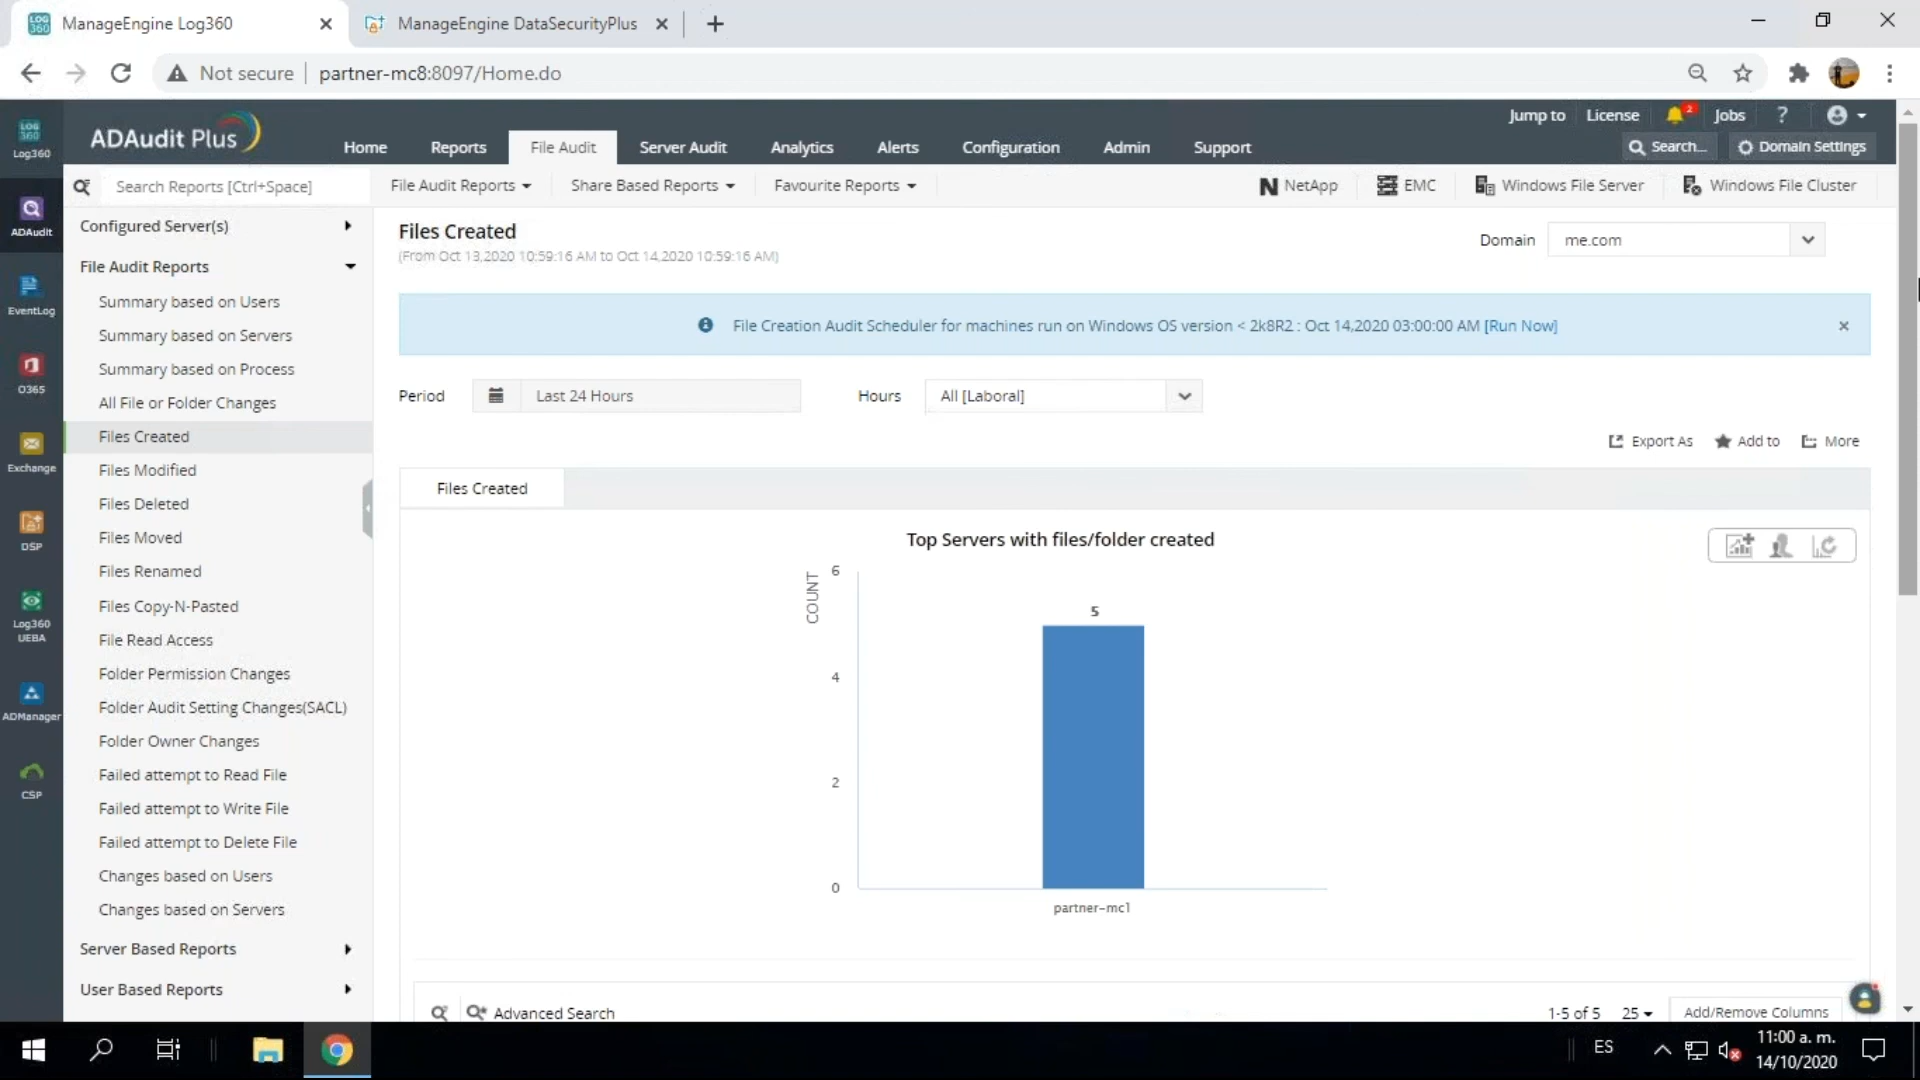 ManageEngine Log360
ManageEngine DataSecurityPlus
Not secure
partner-mc8:8097/Home.do
LOG 360
Log360
ADAudit Plus
Jump to
License
2
Jobs
?
Home
Reports
File Audit
Server Audit
Analytics
Alerts
Configuration
Admin
Support
Search...
Domain Settings
Search Reports [Ctrl+Space]
File Audit Reports
Share Based Reports
Favourite Reports
NetApp
EMC
Windows File Server
Windows File Cluster
ADAudit
EventLog
O365
Exchange
DSP
Log360
UEBA
ADManager
CSP
Configured Server(s)
File Audit Reports
Summary based on Users
Summary based on Servers
Summary based on Process
All File or Folder Changes
Files Created
Files Modified
Files Deleted
Files Moved
Files Renamed
Files Copy-N-Pasted
File Read Access
Folder Permission Changes
Folder Audit Setting Changes(SACL)
Folder Owner Changes
Failed attempt to Read File
Failed attempt to Write File
Failed attempt to Delete File
Changes based on Users
Changes based on Servers
Server Based Reports
User Based Reports
Files Created
(From Oct 13,2020 10:59:16 AM to Oct 14,2020 10:59:16 AM)
Domain
me.com
File Creation Audit Scheduler for machines run on Windows OS version < 2k8R2 : Oct 14,2020 03:00:00 AM [Run Now]
Period
Last 24 Hours
Hours
All [Laboral]
Export As
Add to
More
Files Created
Top Servers with files/folder created
COUNT
6
5
4
2
0
partner-mc1
Advanced Search
1-5 of 5
25
Add/Remove Columns
ES
11:00 a. m.
14/10/2020